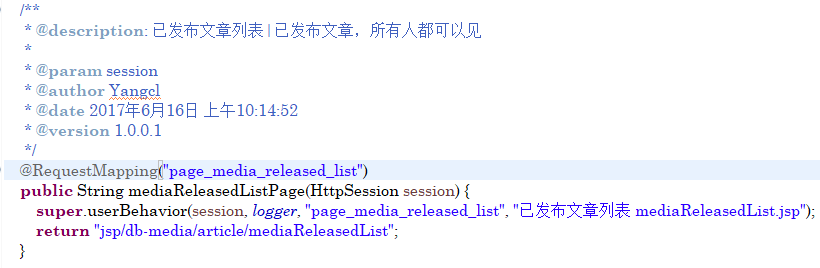 /**
 * @description: 已发布文章列表 | 已发布文章，所有人都可以见
 *
 * @param session
 * @author Yangcl
 * @date 2017年6月16日 上午10:14:52
 * @version 1.0.0.1
 */
@RequestMapping("page_media_released_list")
public String mediaReleasedListPage(HttpSession session) {
    super.userBehavior(session, logger, "page_media_released_list", "已发布文章列表 mediaReleasedList.jsp");
    return "jsp/db-media/article/mediaReleasedList";
}